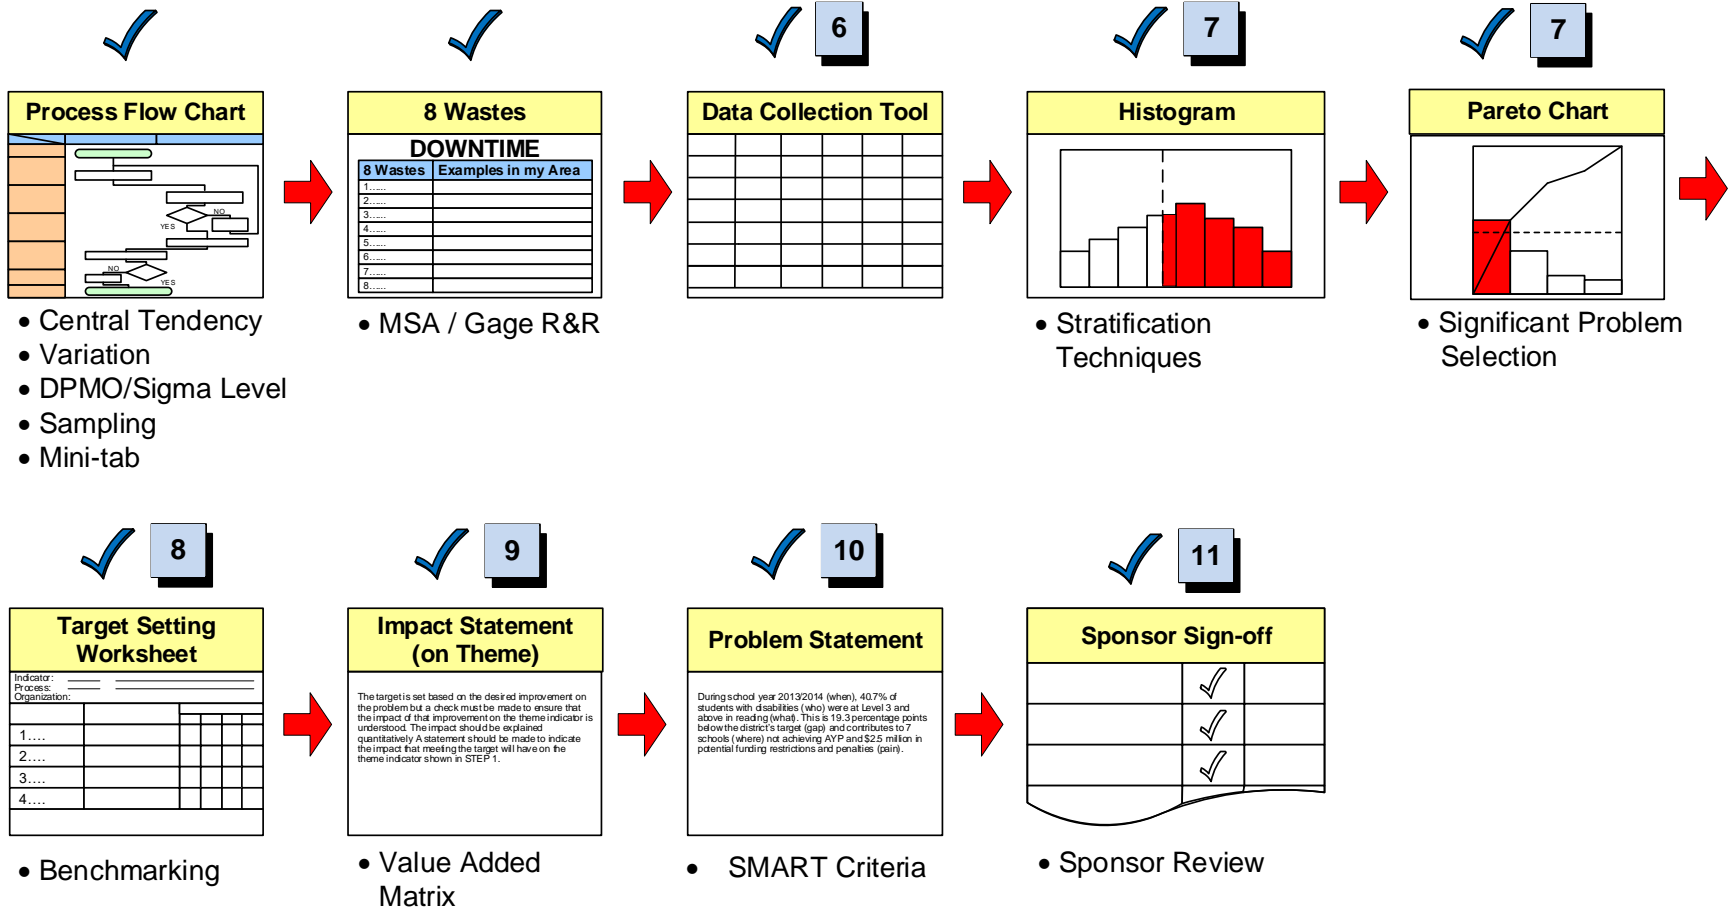 6
7
7
Process Flow Chart
NO
YES
NO
YES
8 Wastes
DOWNTIME
8 Wastes Examples in my Area
1......
2......
3......
4......
5......
6......
7......
8......
Data Collection Tool
Histogram
Pareto Chart
• Central Tendency
• Variation
• DPMO/Sigma Level
• Sampling
• Mini-tab
• MSA / Gage R&R
• Stratification
Techniques
• Significant Problem
Selection
8
9
10
11
Target Setting
Worksheet
Indicator:
Process:
Organization:
1....
2....
3....
4....
Impact Statement
(on Theme)
The target is set based on the desired improvement on
the problem but a check must be made to ensure that
the impact of that improvement on the theme indicator is
understood. The impact should be explained
quantitatively A statement should be made to indicate
the impact that meeting the target will have on the
theme indicator shown in STEP 1.
Problem Statement
During school year 2013/2014 (when), 40.7% of
students with disabilities (who) were at Level 3 and
above in reading (what). This is 19.3 percentage points
below the district's target (gap) and contributes to 7
schools (where) not achieving AYP and $2.5 million in
potential funding restrictions and penalties (pain).
Sponsor Sign-off
• Benchmarking
• Value Added
Matrix
• SMART Criteria
• Sponsor Review